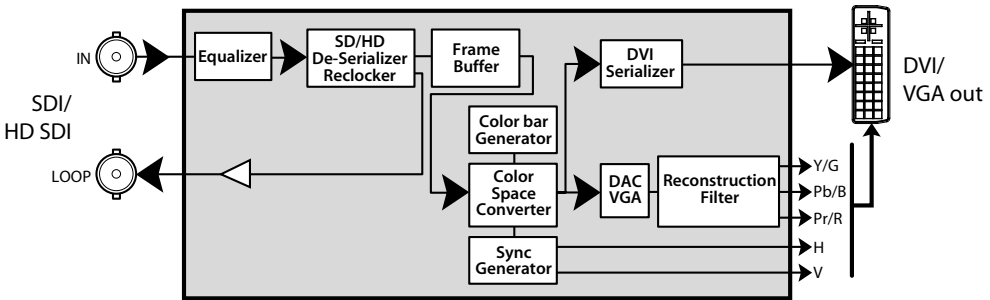 IN
SDI/
HD SDI
LOOP
Equalizer
SD/HD
De-Serializer
Reclocker
Frame
Buffer
DVI
Serializer
Color bar
Generator
Color
Space
Converter
DAC
VGA
Reconstruction
Filter
Sync
Generator
Y/G
Pb/B
Pr/R
H
V
DVI/
VGA out